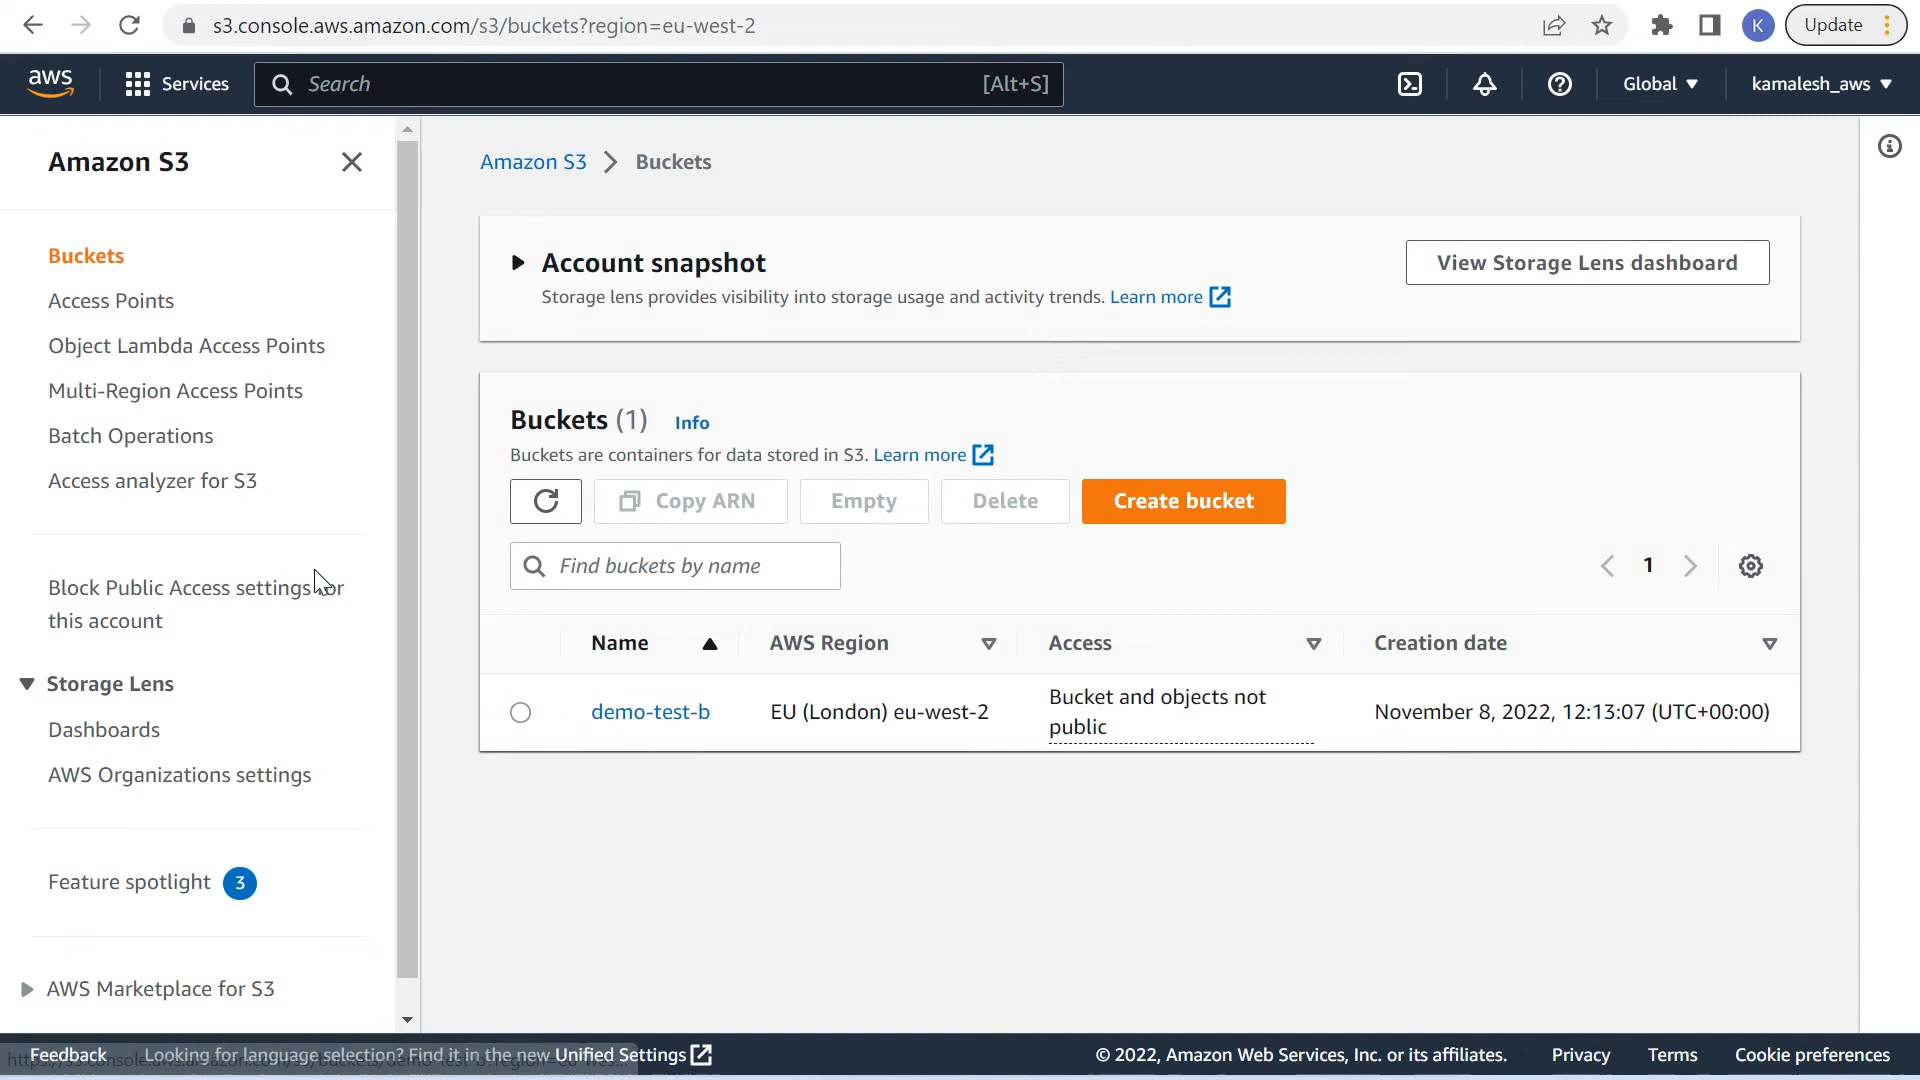 s3.console.aws.amazon.com/s3/buckets?region=eu-west-2
K
Update
aws
Services
Search
[Alt+S]
Global
kamalesh_aws
Amazon S3
Buckets
Access Points
Object Lambda Access Points
Multi-Region Access Points
Batch Operations
Access analyzer for S3
Block Public Access settings for
this account
Storage Lens
Dashboards
AWS Organizations settings
Feature spotlight 3
AWS Marketplace for S3
Amazon S3 > Buckets
Account snapshot
Storage lens provides visibility into storage usage and activity trends. Learn more
View Storage Lens dashboard
Buckets (1) Info
Buckets are containers for data stored in S3. Learn more
Copy ARN
Empty
Delete
Create bucket
Find buckets by name
1
Name AWS Region Access Creation date
demo-test-b EU (London) eu-west-2 Bucket and objects not November 8, 2022, 12:13:07 (UTC+00:00)
public
Feedback Looking for language selection? Find it in the new Unified Settings
© 2022, Amazon Web Services, Inc. or its affiliates. Privacy Terms Cookie preferences